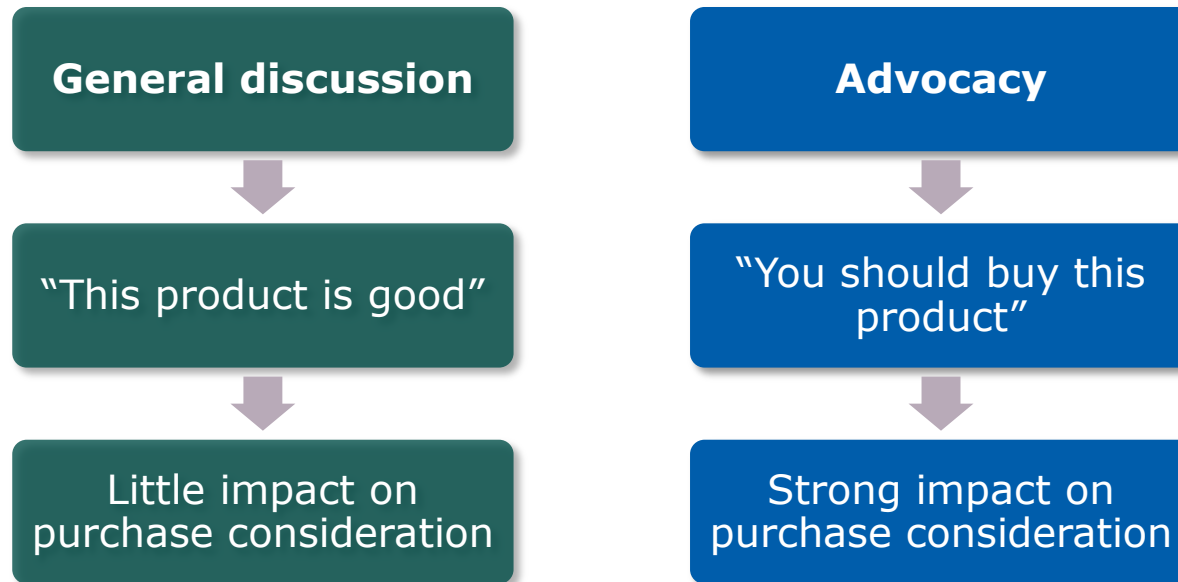 General discussion
“This product is good”
Little impact on
purchase consideration
Advocacy
“You should buy this
product”
Strong impact on
purchase consideration